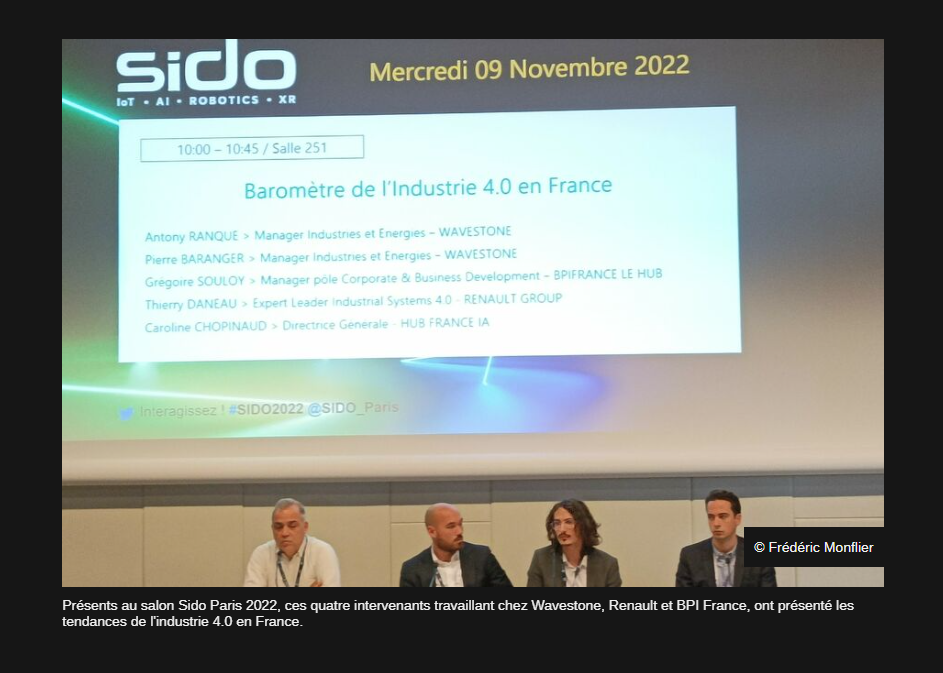 sido
IoT • AI • ROBOTICS • XR
Mercredi 09 Novembre 2022
10:00 – 10:45 / Salle 251
Baromètre de l'Industrie 4.0 en France
Antony RANQUE > Manager Industries et Energies – WAVESTONE
Pierre BARANGER > Manager Industries et Energies – WAVESTONE
Grégoire SOULOY > Manager pôle Corporate & Business Development – BPIFRANCE LE HUB
Thierry DANEAU > Expert Leader Industrial Systems 4.0 - RENAULT GROUP
Caroline CHOPINAUD > Directrice Generale - HUB FRANCE IA
Interagissez ! #SIDO2022 @SIDO_Paris
© Frédéric Monflier
Présents au salon Sido Paris 2022, ces quatre intervenants travaillant chez Wavestone, Renault et BPI France, ont présenté les
tendances de l'industrie 4.0 en France.